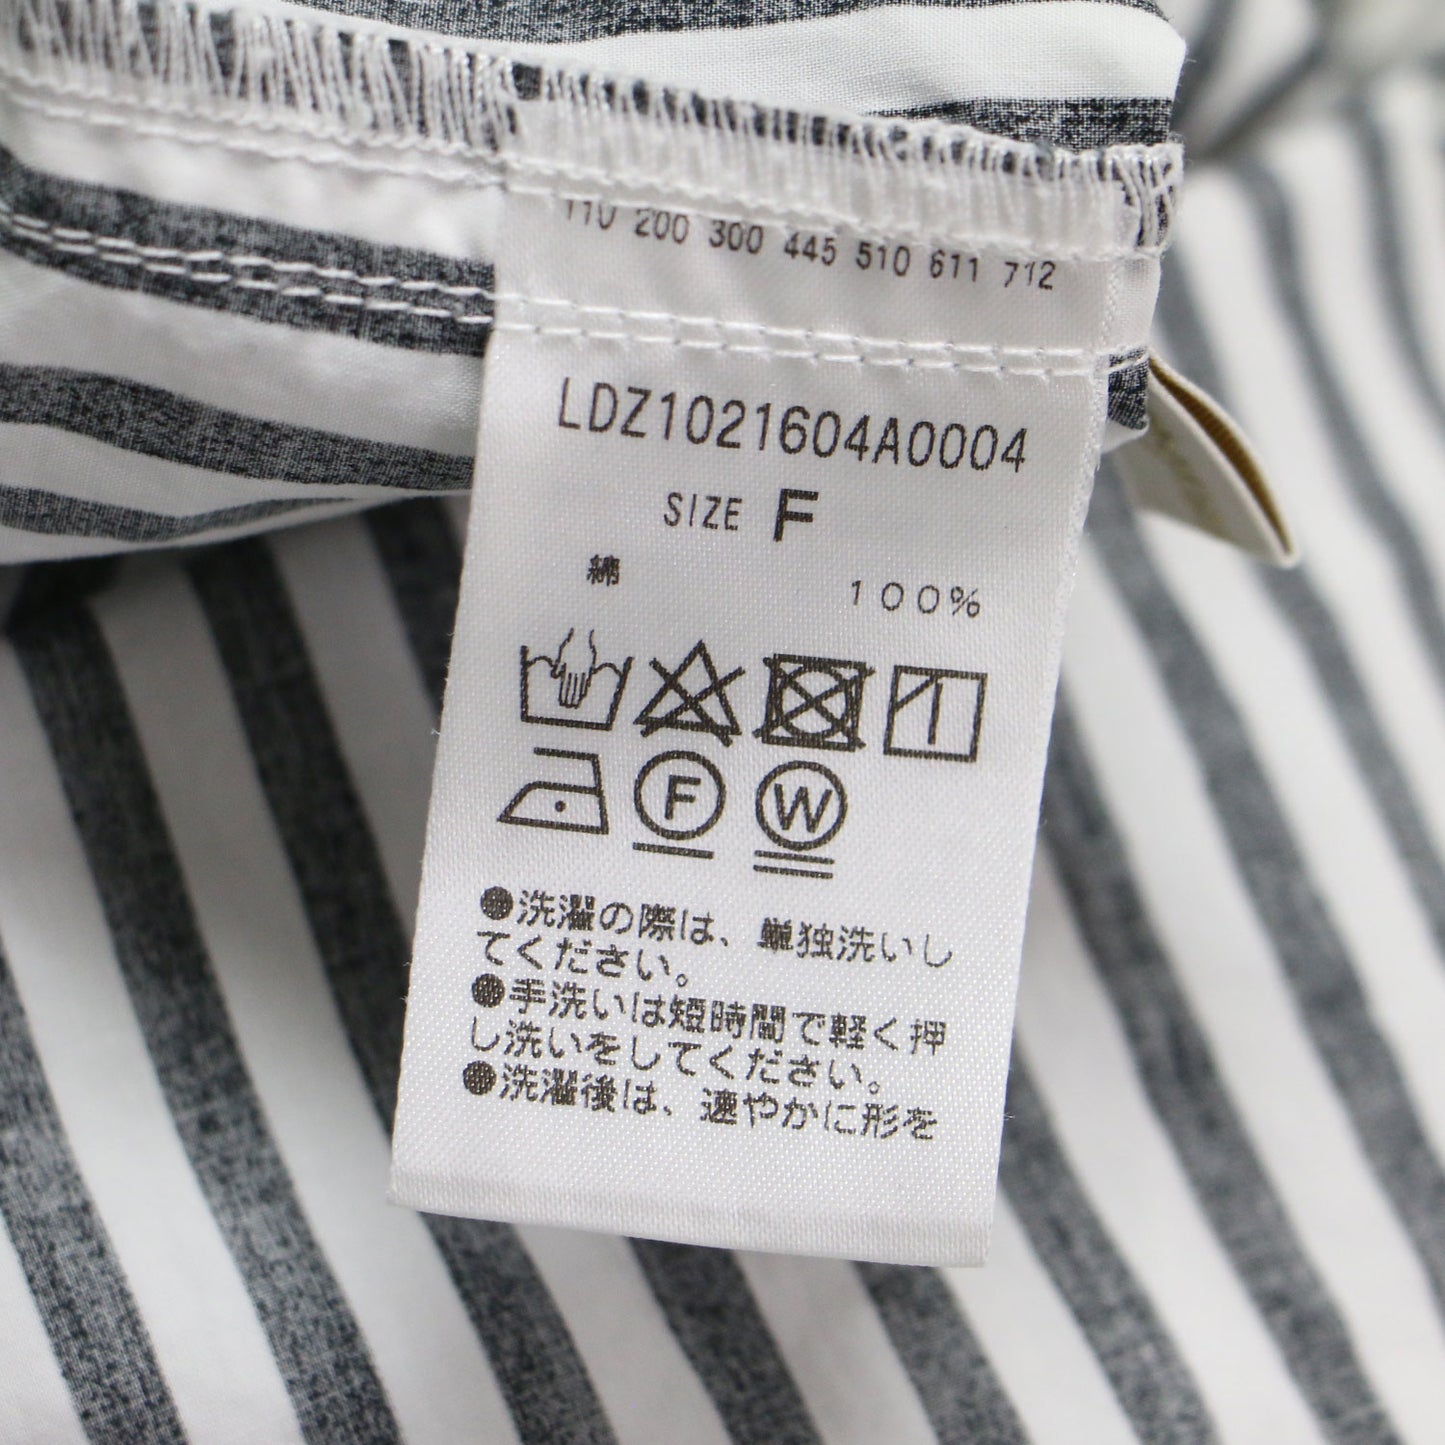 110 200 300 445 510 611 712
LDZ1021604A0004
SIZE F
綿 100%
F W
●洗濯の際は、単独洗いし
てください。
●手洗いは短時間で軽く押
し洗いをしてください。
●洗濯後は、速やかに形を